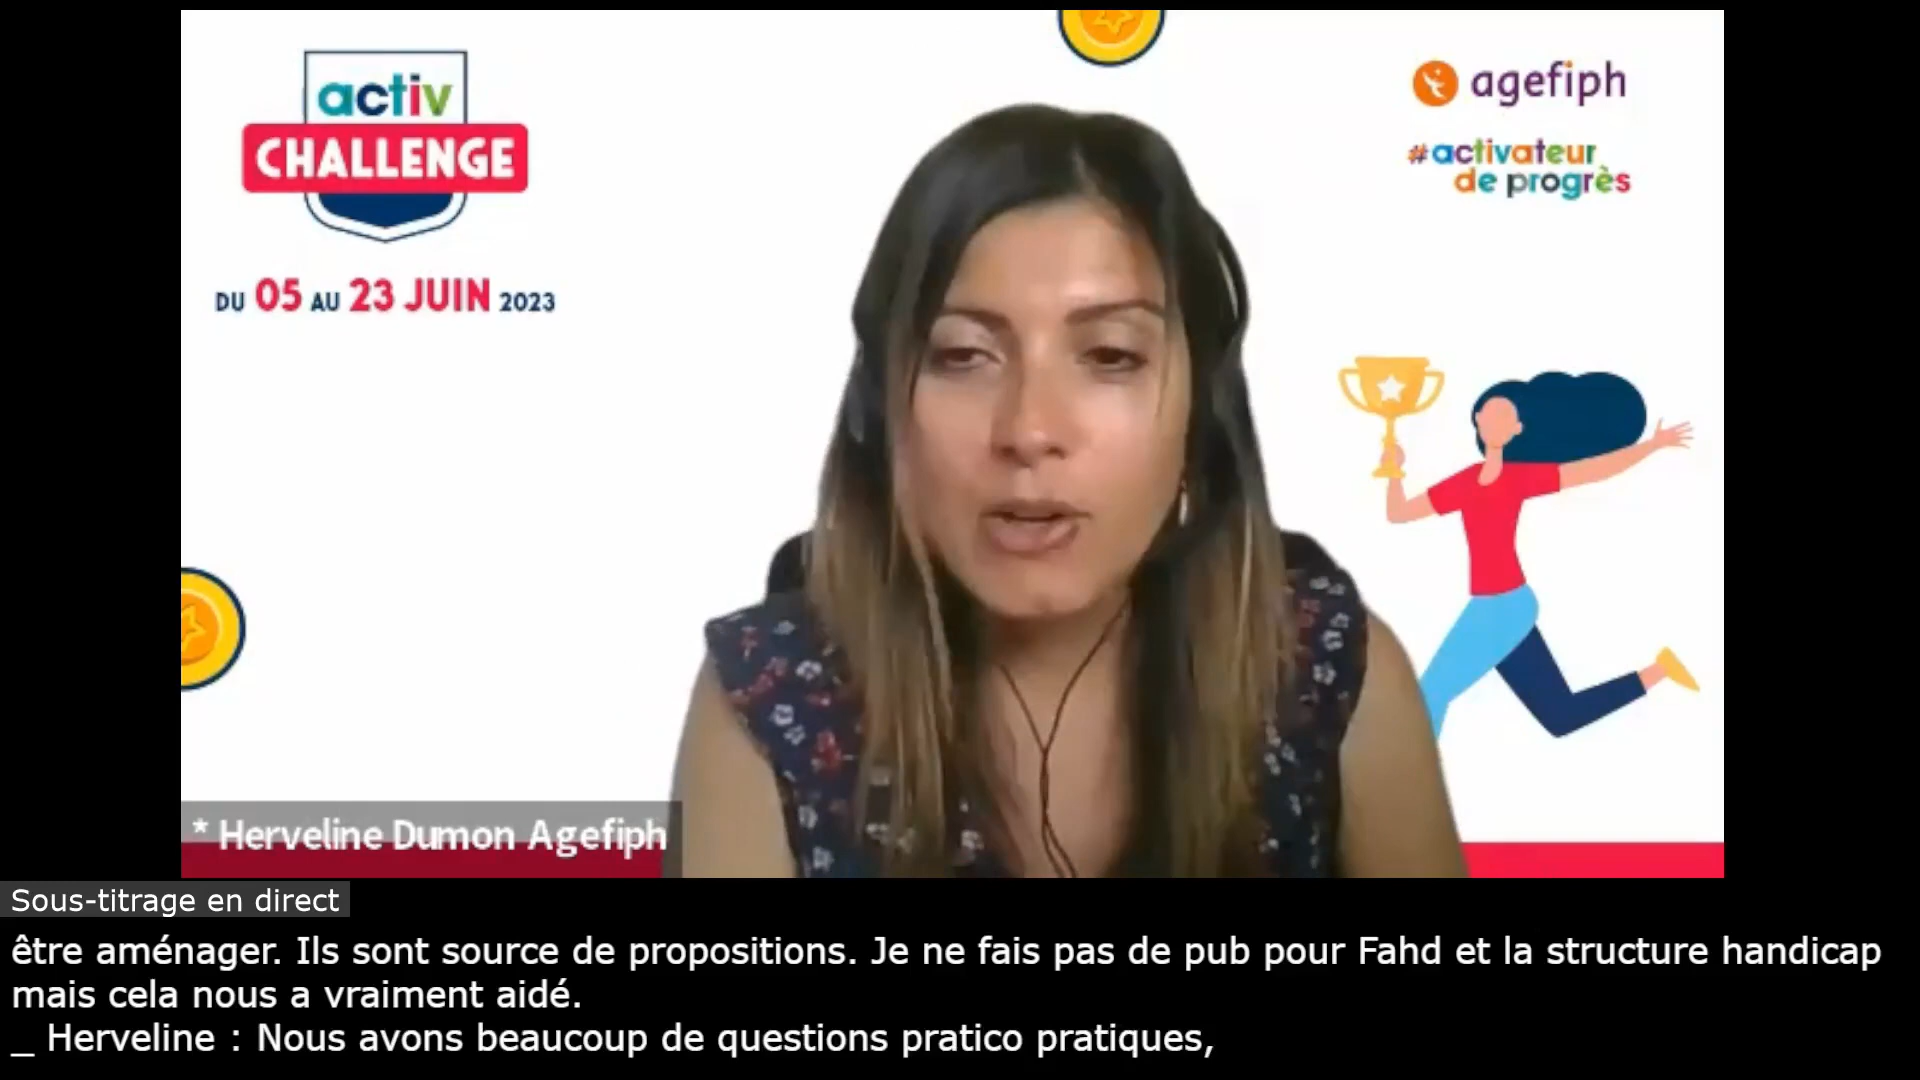 activ
CHALLENGE
DU 05 AU 23 JUIN 2023
agefiph
#activateur
de progrès
* Herveline Dumon Agefiph
Sous-titrage en direct
être aménager. Ils sont source de propositions. Je ne fais pas de pub pour Fahd et la structure handicap
mais cela nous a vraiment aidé.
_ Herveline : Nous avons beaucoup de questions pratico pratiques,